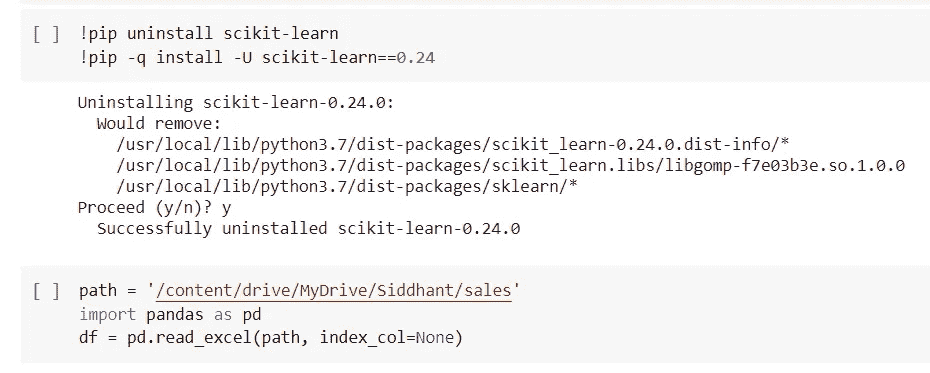 [ ] !pip uninstall scikit-learn
!pip -q install -U scikit-learn==0.24
Uninstalling scikit-learn-0.24.0:
Would remove:
/usr/local/lib/python3.7/dist-packages/scikit_learn-0.24.0.dist-info/*
/usr/local/lib/python3.7/dist-packages/scikit_learn.libs/libgomp-f7e03b3e.so.1.0.0
/usr/local/lib/python3.7/dist-packages/sklearn/*
Proceed (y/n)? y
Successfully uninstalled scikit-learn-0.24.0
[ ] path = '/content/drive/MyDrive/Siddhant/sales'
import pandas as pd
df = pd.read_excel(path, index_col=None)